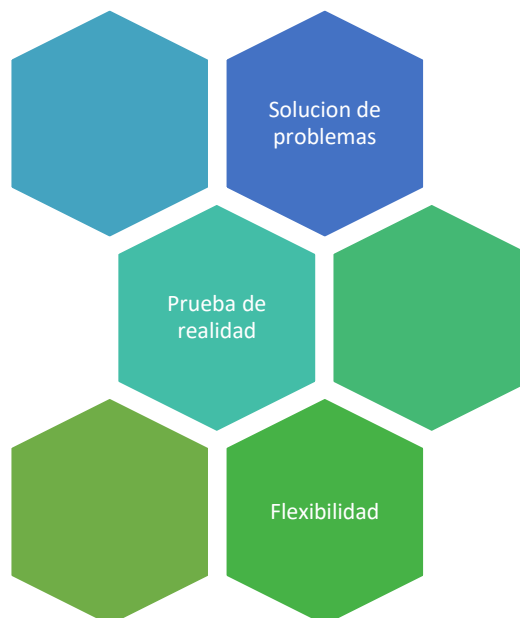 Solucion de
problemas
Prueba de
realidad
Flexibilidad